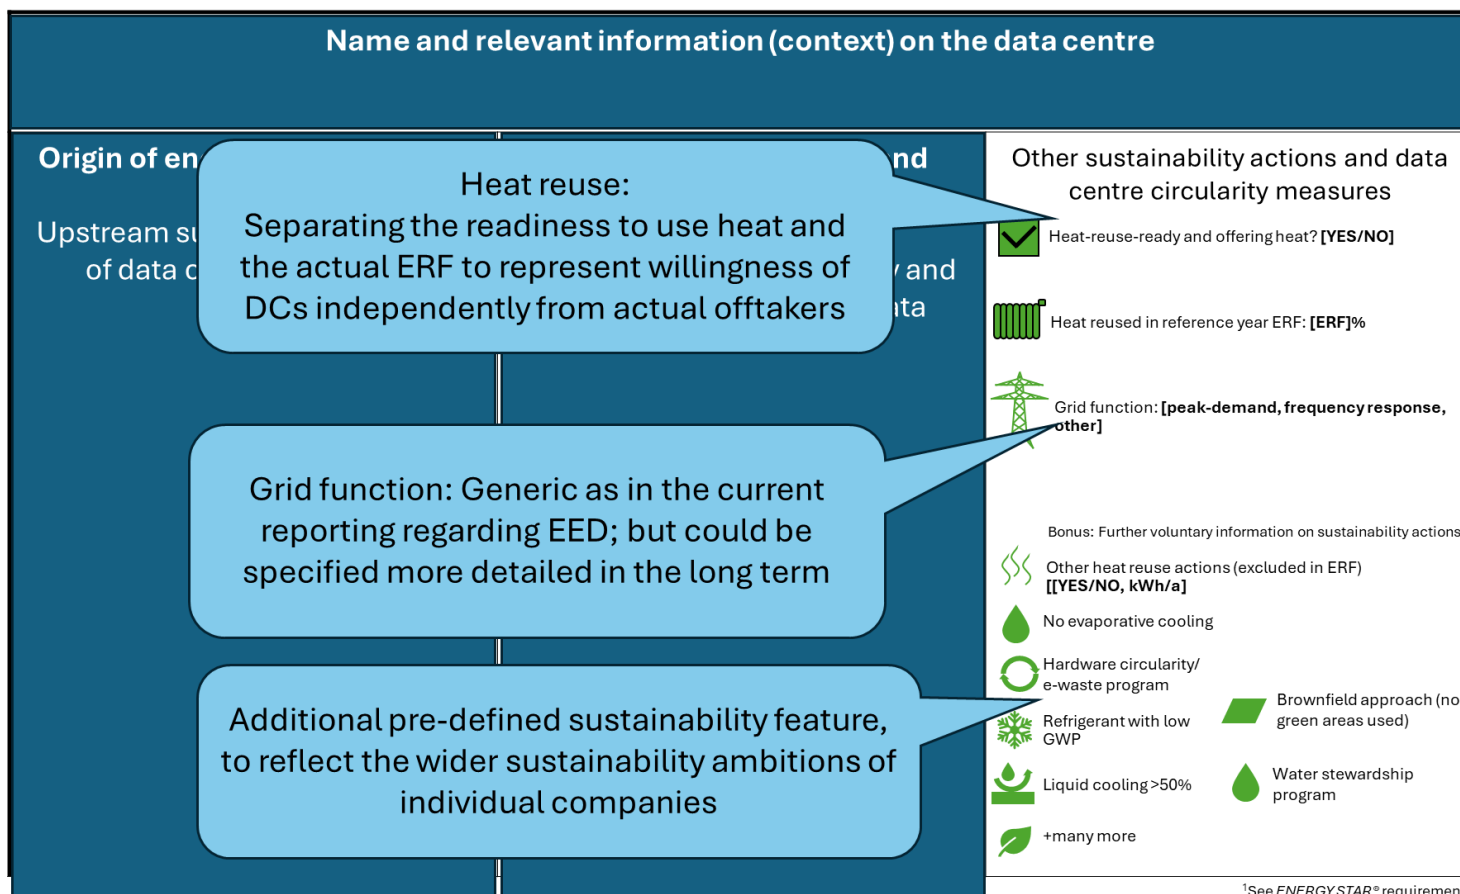 Name and relevant information (context) on the data centre
Origin of en
nd
Upstream su
of data c
y and
ata
Heat reuse:
Separating the readiness to use heat and
the actual ERF to represent willingness of
DCs independently from actual offtakers
Grid function: Generic as in the current
reporting regarding EED; but could be
specified more detailed in the long term
Additional pre-defined sustainability feature,
to reflect the wider sustainability ambitions of
individual companies
Other sustainability actions and data
centre circularity measures
Heat-reuse-ready and offering heat? [YES/NO]
Heat reused in reference year ERF: [ERF]%
Grid function: [peak-demand, frequency response,
other]
Bonus: Further voluntary information on sustainability actions
Other heat reuse actions (excluded in ERF)
[[YES/NO, kWh/a]
No evaporative cooling
Hardware circularity/
e-waste program
Refrigerant with low
GWP
Liquid cooling >50%
+many more
Brownfield approach (no
green areas used)
Water stewardship
program
¹See ENERGY STAR® requiremen